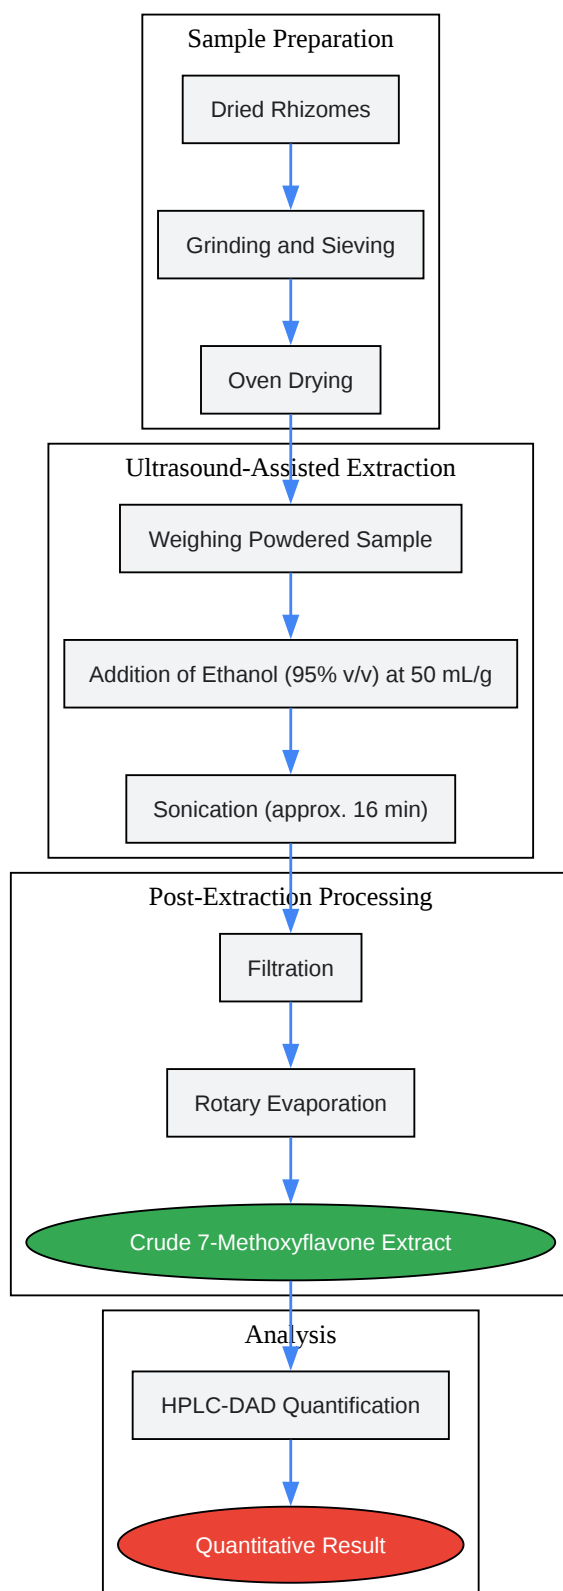 Sample Preparation
Dried Rhizomes
Grinding and Sieving
Oven Drying
Ultrasound-Assisted Extraction
Weighing Powdered Sample
Addition of Ethanol (95% v/v) at 50 mL/g
Sonication (approx. 16 min)
Post-Extraction Processing
Filtration
Rotary Evaporation
Crude 7-Methoxyflavone Extract
Analysis
HPLC-DAD Quantification
Quantitative Result